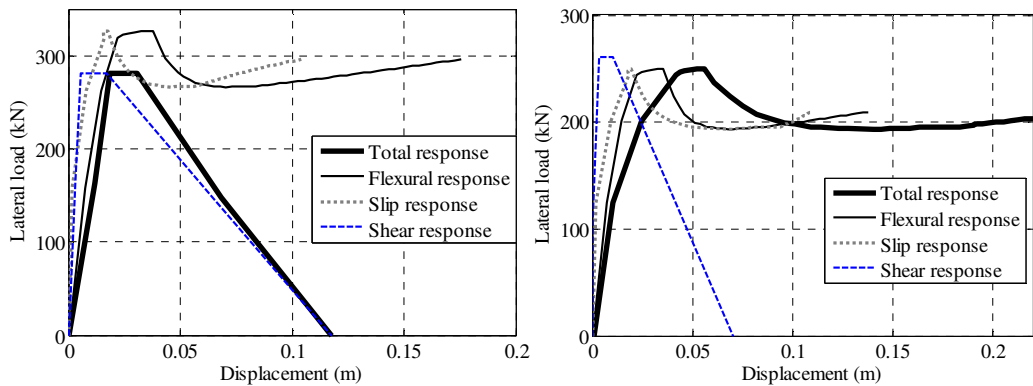 300
200
100
0
Lateral load (kN)
0
0.05
0.1
0.15
0.2
Displacement (m)
Total response
Flexural response
Slip response
Shear response
300
200
100
0
Lateral load (kN)
0
0.05
0.1
0.15
0.2
Displacement (m)
Total response
Flexural response
Slip response
Shear response